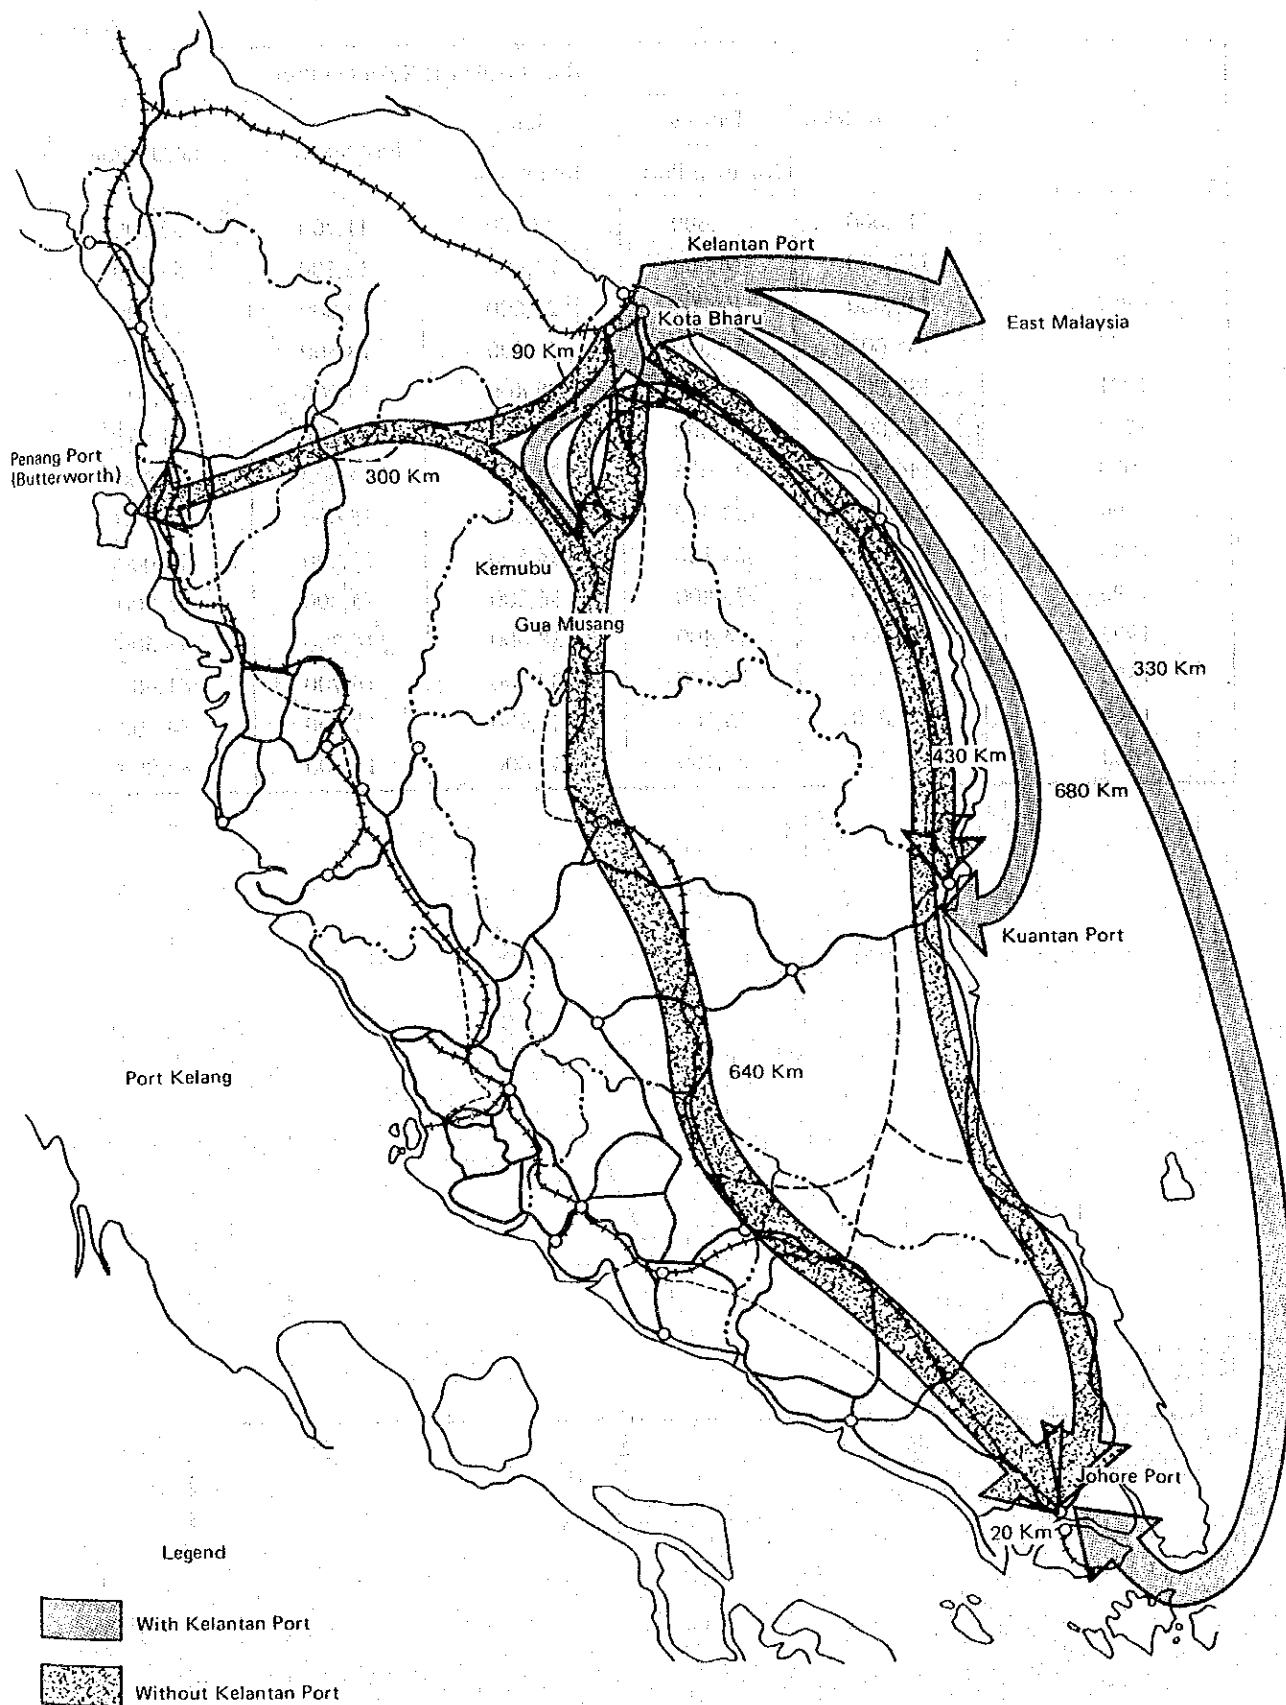 Kelantan Port
East Malaysia
Kota Bharu
90 Km
Penang Port
(Butterworth)
300 Km
Kemubu
Gua Musang
330 Km
430 Km
680 Km
Kuantan Port
640 Km
Port Kelang
Johore Port
20 Km
Legend
With Kelantan Port
Without Kelantan Port